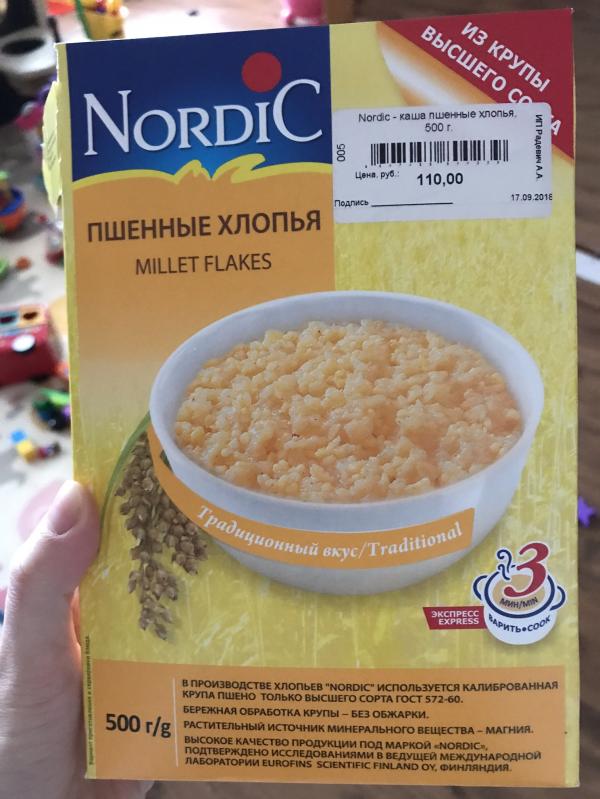 NORDIC
ИЗ КРУПЫ
ВЫСШЕГО СОРТА
Nordic - каша пшенные хлопья,
500 г.
005
Цена, руб.:
110,00
Подпись
17.09.2018
ИП Радевич А.А.
ПШЕННЫЕ ХЛОПЬЯ
MILLET FLAKES
Традиционный вкус/Traditional
3
МИН/MIN
ВАРИТЬ•COOK
ЭКСПРЕСС
EXPRESS
500 г/g
В ПРОИЗВОДСТВЕ ХЛОПЬЕВ "NORDIC" ИСПОЛЬЗУЕТСЯ КАЛИБРОВАННАЯ
КРУПА ПШЕНО ТОЛЬКО ВЫСШЕГО СОРТА ГОСТ 572-60.
БЕРЕЖНАЯ ОБРАБОТКА КРУПЫ – БЕЗ ОБЖАРКИ.
РАСТИТЕЛЬНЫЙ ИСТОЧНИК МИНЕРАЛЬНОГО ВЕЩЕСТВА – МАГНИЯ.
ВЫСОКОЕ КАЧЕСТВО ПРОДУКЦИИ ПОД МАРКОЙ «NORDIC»,
ПОДТВЕРЖДЕНО ИССЛЕДОВАНИЯМИ В ВЕДУЩЕЙ МЕЖДУНАРОДНОЙ
ЛАБОРАТОРИИ EUROFINS SCIENTIFIC FINLAND OY, ФИНЛЯНДИЯ.